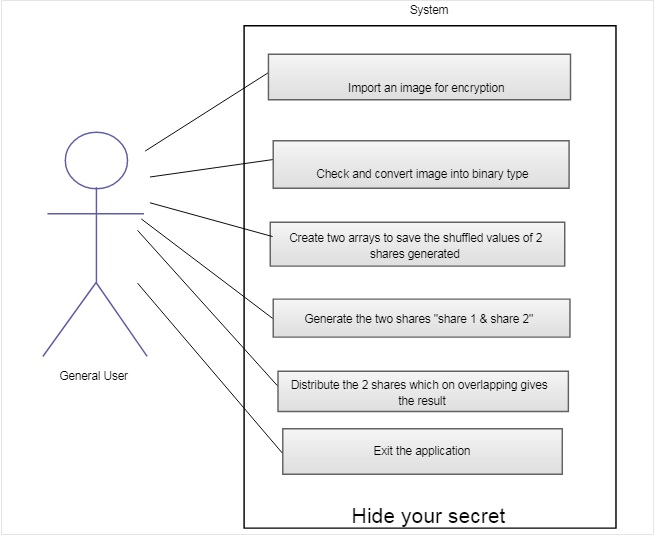 System
Import an image for encryption
Check and convert image into binary type
Create two arrays to save the shuffled values of 2
shares generated
Generate the two shares "share 1 & share 2"
General User
Distribute the 2 shares which on overlapping gives
the result
Exit the application
Hide your secret